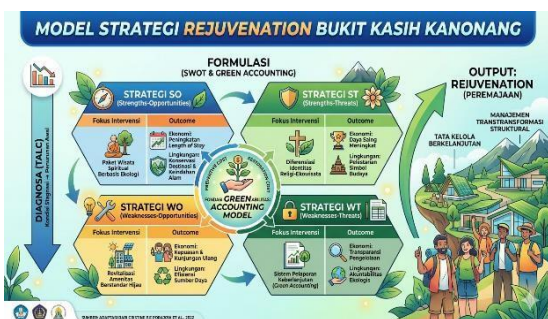 MODEL STRATEGI REJUVENATION BUKIT KASIH KANONANG
FORMULASI
(SWOT & GREEN ACCOUNTING)
DIAGNOSA (TALC)
STRATEGI SO
(Strengths-Opportunities)
Fokus Intervensi
Outcome
Paket Wisata
Spiritual
Berbasis Ekologi
Ekonomi:
Peningkatan
Length of Stay
Lingkungan:
Konservasi
Keindahan
Alam
STRATEGI ST
(Strengths-Threats)
Fokus Intervensi
Outcome
Diferensiasi
Identitas
Ekonomi:
Daya Saing
Meningkat
Lingkungan:
Pelestarian
Simbol
Budaya
GREEN
ACCOUNTING
MODEL
STRATEGI WO
(Weaknesses-Opportunities)
Fokus Intervensi
Outcome
Revitalisasi
Amenitas
Berstandar Hijau
Ekonomi:
Kepuasan &
Kunjungan Ulang
Lingkungan:
Efisiensi
Sumber Daya
STRATEGI WT
(Weaknesses-Threats)
Fokus Intervensi
Outcome
Sistem Pelaporan
Keberlanjutan
(Green Accounting)
Ekonomi:
Transparansi
Pengelolaan
Lingkungan:
Akuntabilitas
Ekologis
OUTPUT:
REJUVENATION
(PEREMAJAAN)
MANAJEMEN
TRANSTRANSFORMASI
STRUKTURAL
TATA KELOLA
BERKELANJUTAN